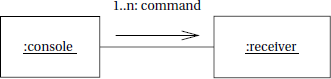 1..n: command
:console
:receiver